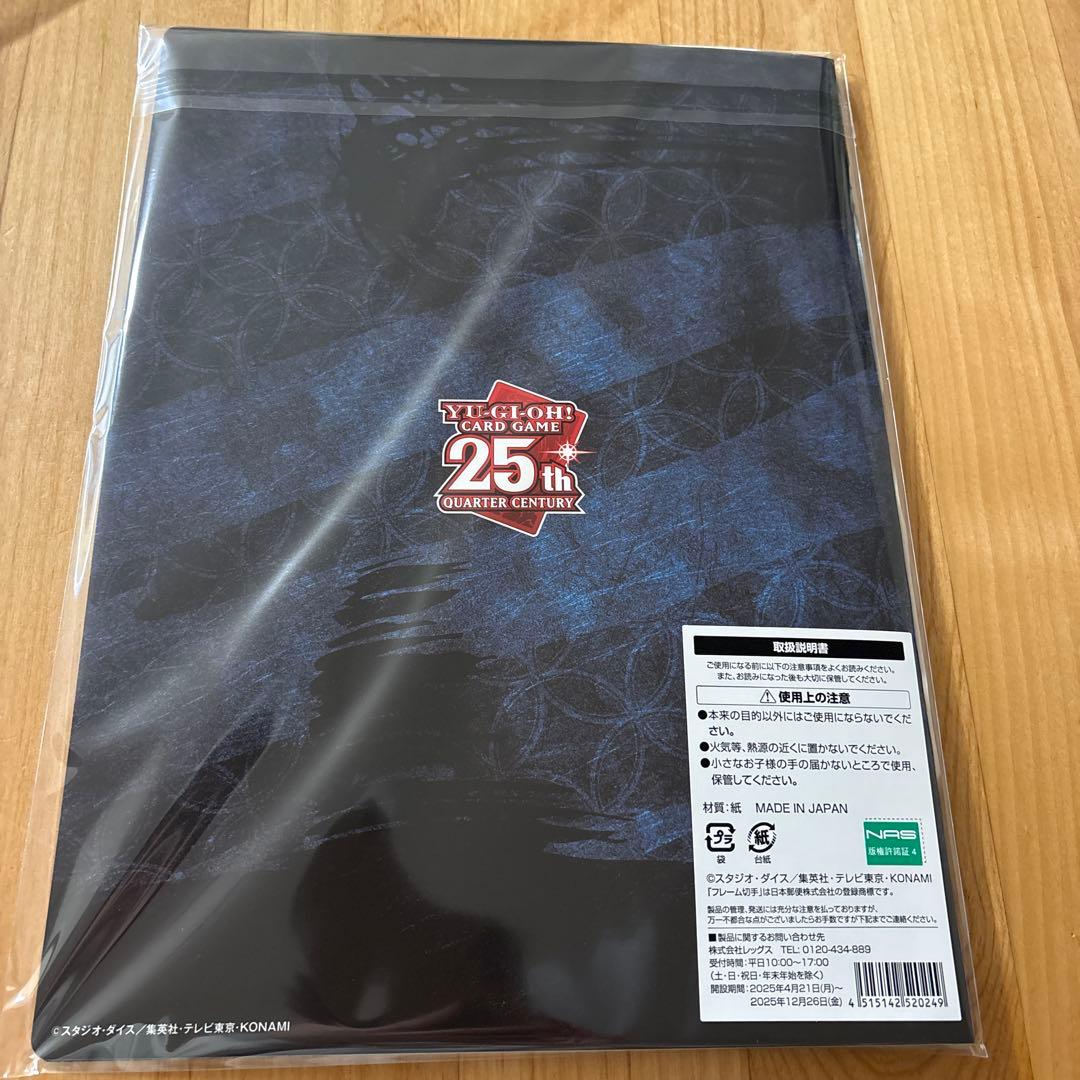 YU-GI-OH!
CARD GAME
25th
QUARTER CENTURY
取扱説明書
ご使用になる前に以下の注意事項をよくお読みください。
また、お読みになった後も大切に保管してください。
⚠使用上の注意
●本来の目的以外にはご使用にならないでくだ
さい。
●火気等、熱源の近くに置かないでください。
●小さなお子様の手の届かないところで使用、
保管してください。
材質:紙 MADE IN JAPAN
プラ
袋
紙
台紙
NAS
版権許諾証4
©スタジオ・ダイス/集英社・テレビ東京・KONAMI
「フレーム切手」は日本郵便株式会社の登録商標です。
製品の管理、発送には充分な注意を払っておりますが、
万一不都合な点がございましたらお手数ですが下記までご連絡ください。
■製品に関するお問い合わせ先
株式会社レッグス TEL: 0120-434-889
受付時間:平日10:00〜17:00
(土・日・祝日・年末年始を除く)
開設期間:2025年4月21日(月)〜
2025年12月26日(金)
4 515142 520249
©スタジオ・ダイス/集英社・テレビ東京・KONAMI